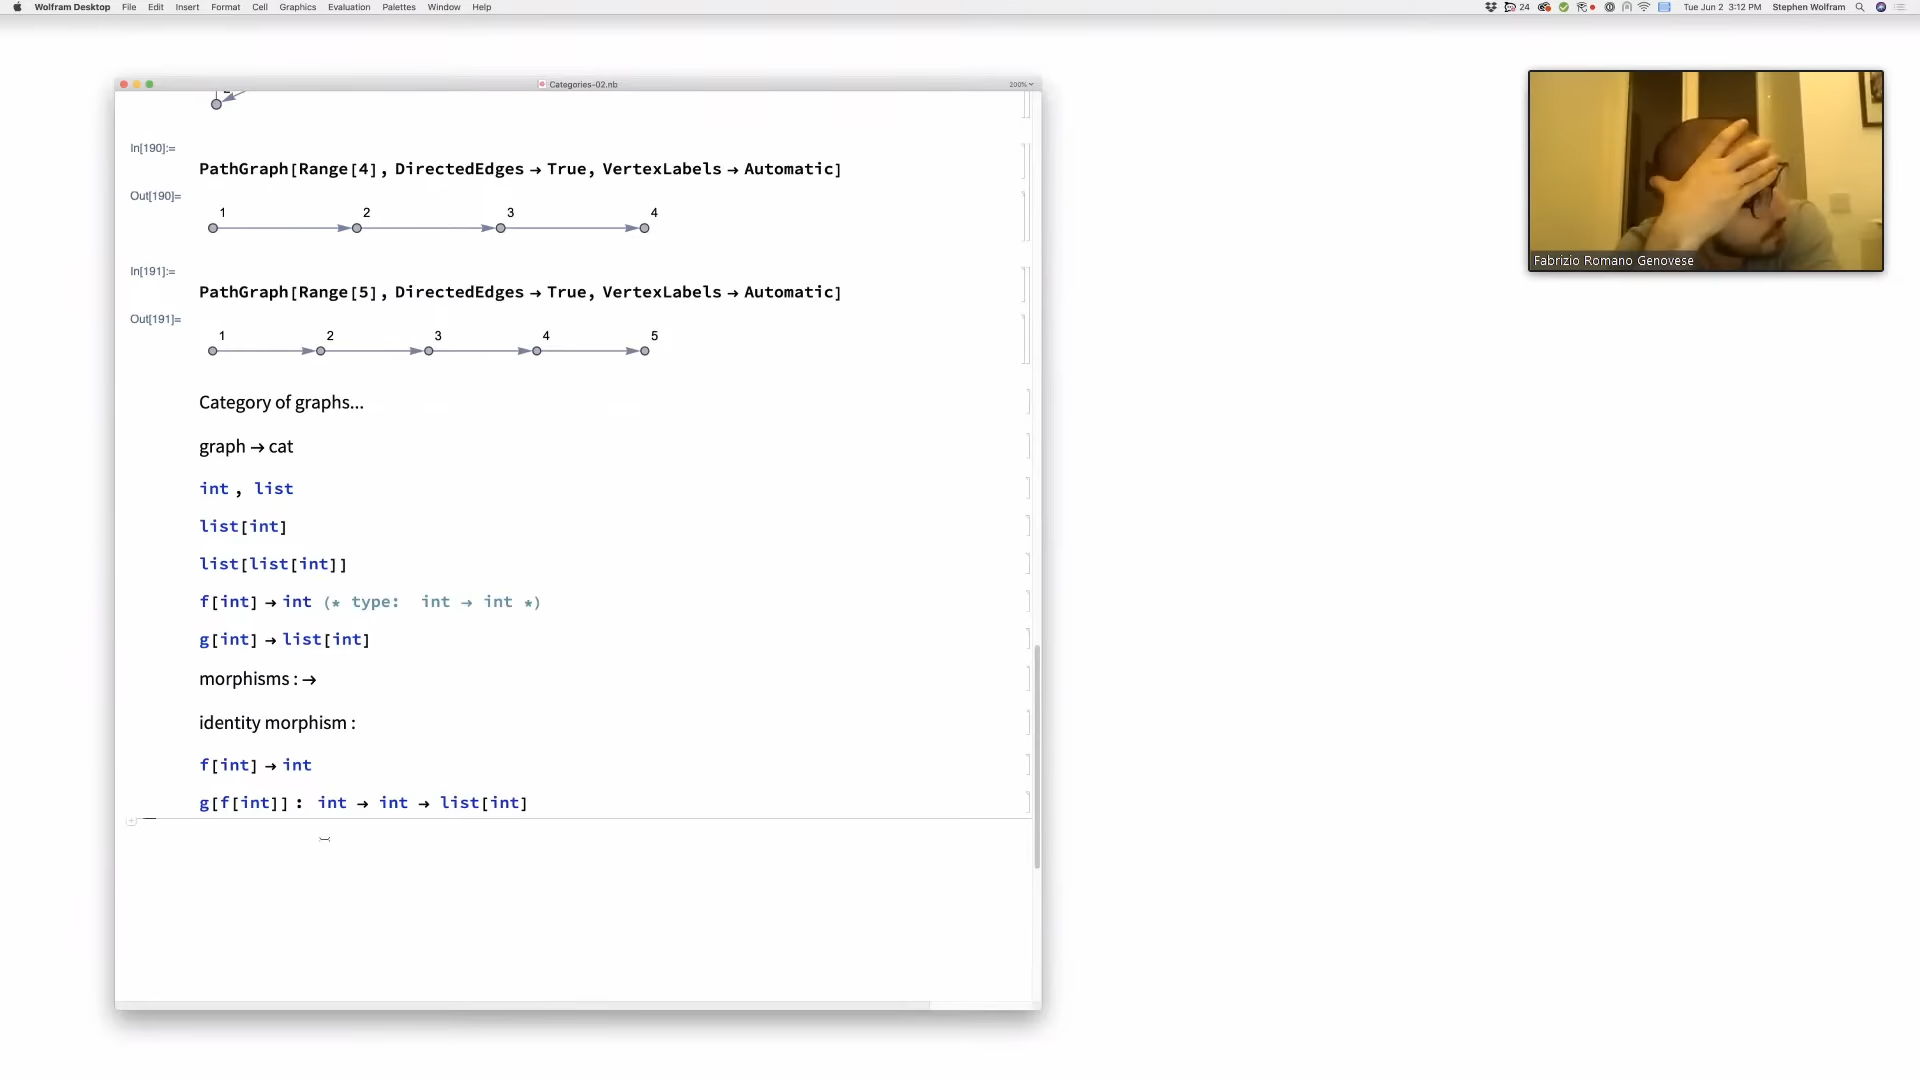 Wolfram Desktop File Edit Insert Format Cell Graphics Evaluation Palettes Window Help 24 Tue Jun 2 3:12 PM Stephen Wolfram
Categories-02.nb 200%
In[190]:=
PathGraph[Range[4], DirectedEdges → True, VertexLabels → Automatic]
Out[190]=
1 2 3 4
In[191]:=
PathGraph[Range[5], DirectedEdges → True, VertexLabels → Automatic]
Out[191]=
1 2 3 4 5
Category of graphs...
graph → cat
int , list
list[int]
list[list[int]]
f[int] → int (* type: int → int *)
g[int] → list[int]
morphisms : →
identity morphism :
f[int] → int
g[f[int]] : int → int → list[int]
Fabrizio Romano Genovese